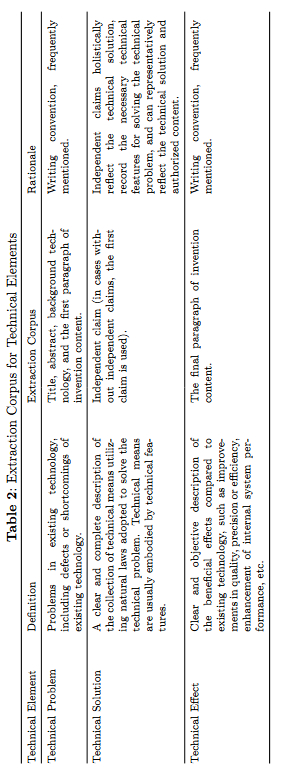 Table 2: Extraction Corpus for Technical Elements
Technical Element Definition Extraction Corpus Rationale
Technical Problem Problems in existing technology, Title, abstract, background tech- Writing convention, frequently
including defects or shortcomings of nology, and the first paragraph of mentioned.
existing technology. invention content.
Technical Solution A clear and complete description of Independent claim (in cases with- Independent claims holistically
the collection of technical means utiliz- out independent claims, the first reflect the technical solution,
ing natural laws adopted to solve the claim is used). record the necessary technical
technical problem. Technical means features for solving the technical
are usually embodied by technical fea- problem, and can representatively
tures. reflect the technical solution and
authorized content.
Technical Effect Clear and objective description of The final paragraph of invention Writing convention, frequently
the beneficial effects compared to content. mentioned.
existing technology, such as improve-
ments in quality, precision or efficiency,
enhancement of internal system per-
formance, etc.